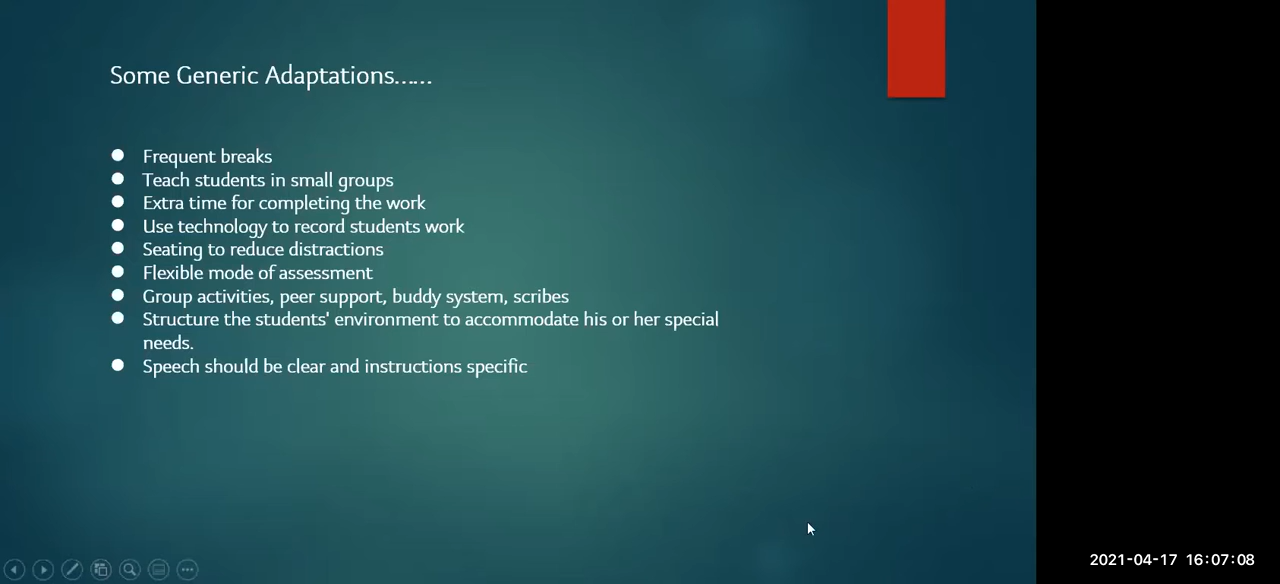 Some Generic Adaptations......
Frequent breaks
Teach students in small groups
Extra time for completing the work
Use technology to record students work
Seating to reduce distractions
Flexible mode of assessment
Group activities, peer support, buddy system, scribes
Structure the students' environment to accommodate his or her special
needs.
Speech should be clear and instructions specific
2021-04-17 16:07:08